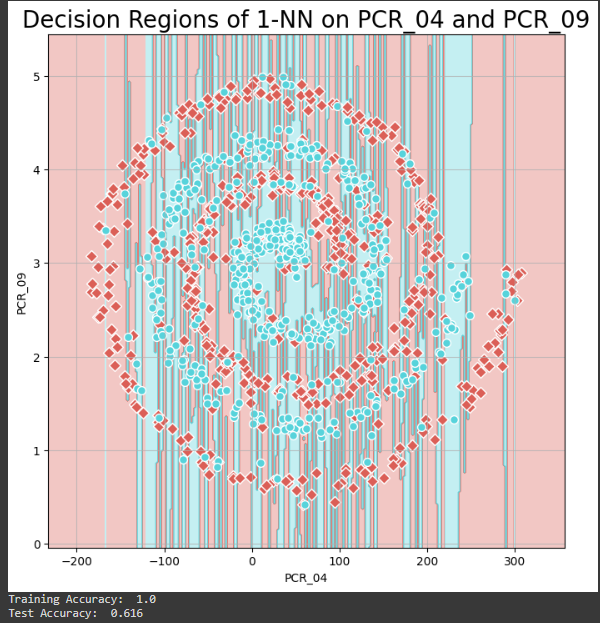 Decision Regions of 1-NN on PCR_04 and PCR_09
5
4
3
2
1
0
PCR_09
−200 −100 0 100 200 300
PCR_04
Training Accuracy: 1.0
Test Accuracy: 0.616